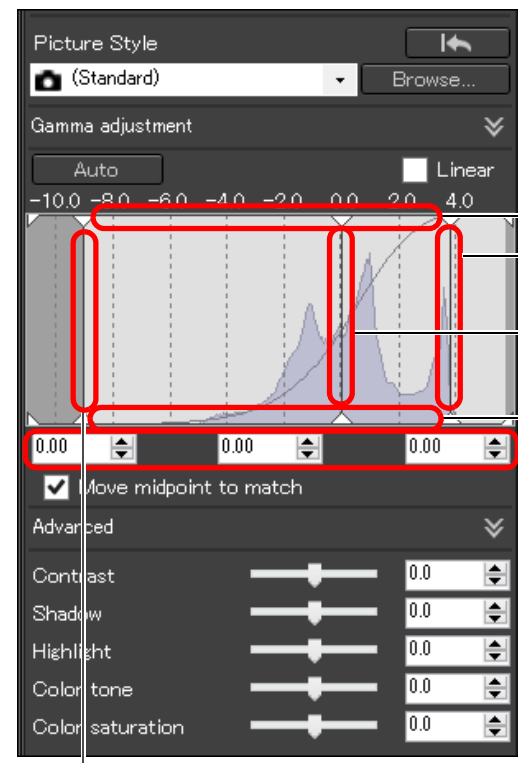 Picture Style
(Standard) Browse...
Gamma adjustment
Auto Linear
-10.0 -8.0 -6.0 -4.0 -2.0 0.0 2.0 4.0
0.00 0.00 0.00
Move midpoint to match
Advanced
Contrast 0.0
Shadow 0.0
Highlight 0.0
Color tone 0.0
Color saturation 0.0